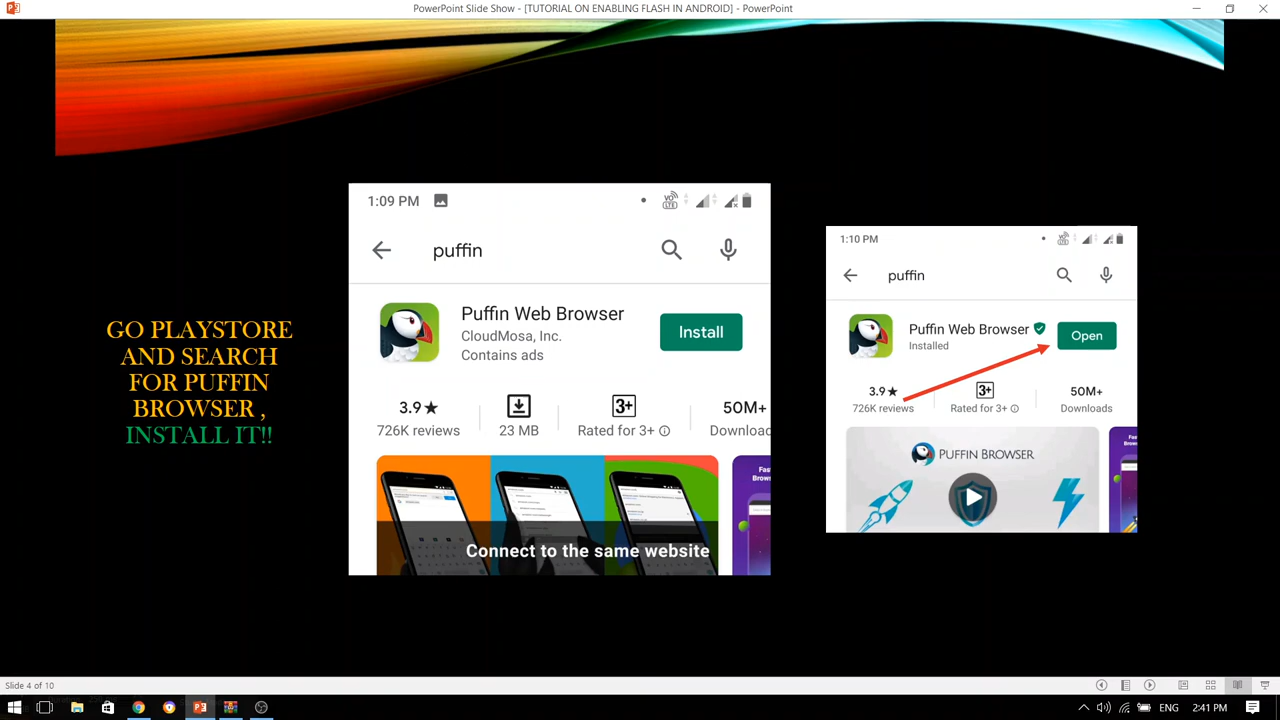 PowerPoint Slide Show - [TUTORIAL ON ENABLING FLASH IN ANDROID] - PowerPoint
GO PLAYSTORE
AND SEARCH
FOR PUFFIN
BROWSER ,
INSTALL IT!!
1:09 PM
VO LTE
puffin
Puffin Web Browser
CloudMosa, Inc.
Contains ads
Install
3.9★
726K reviews
23 MB
3+
Rated for 3+
50M+
Downloads
Connect to the same website
1:10 PM
puffin
Puffin Web Browser
Installed
Open
3.9★
726K reviews
3+
Rated for 3+
50M+
Downloads
PUFFIN BROWSER
Slide 4 of 10
ENG
2:41 PM